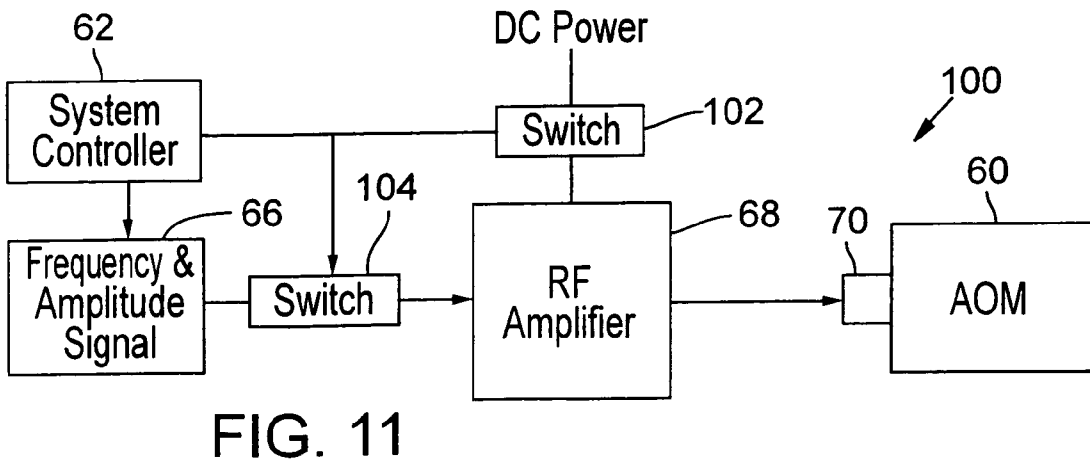 DC Power
62
System
Controller
Switch
102
100
104
66
Frequency &
Amplitude
Signal
Switch
RF
Amplifier
68
70
60
AOM
FIG. 11